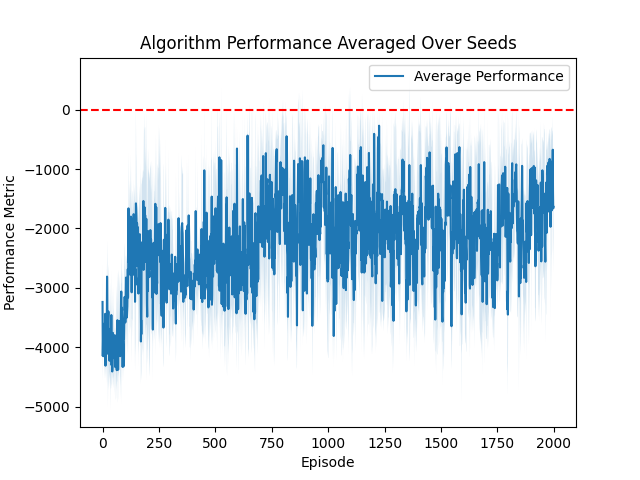 Algorithm Performance Averaged Over Seeds
Average Performance
Performance Metric
0
−1000
−2000
−3000
−4000
−5000
0 250 500 750 1000 1250 1500 1750 2000
Episode